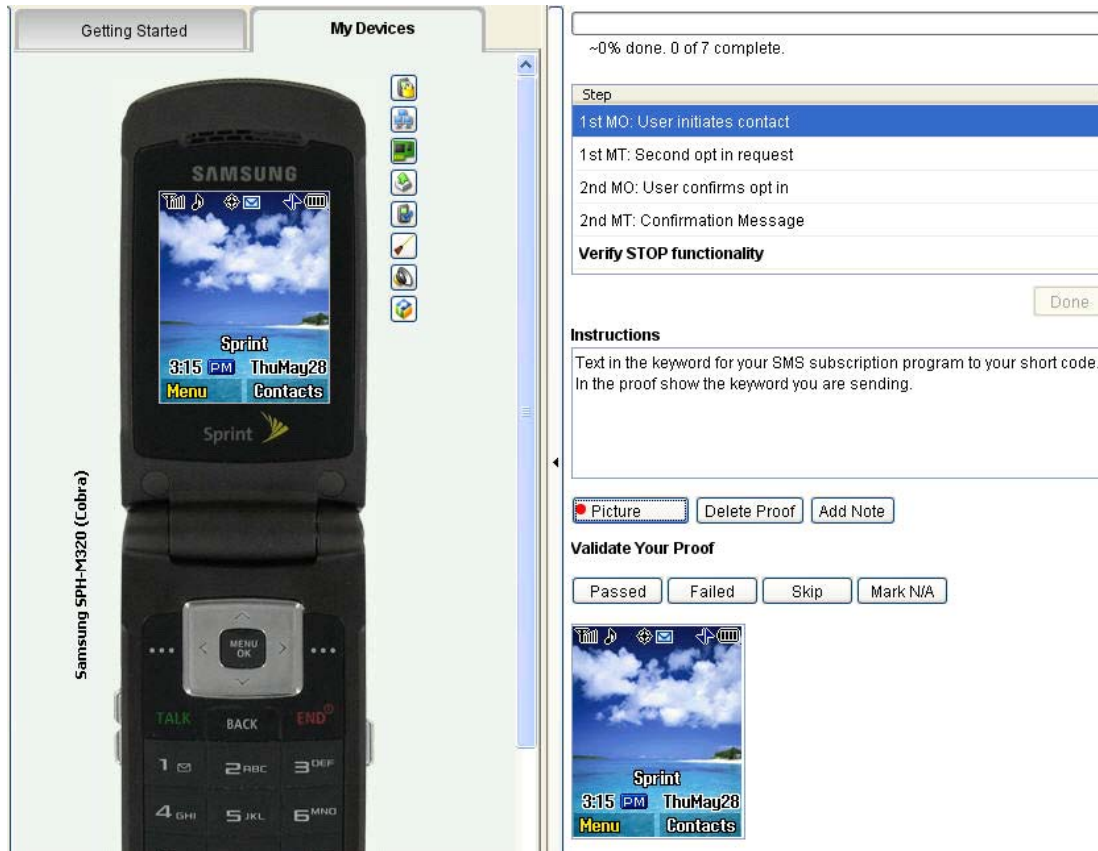 Getting Started
My Devices
SAMSUNG
Sprint
3:15 PM ThuMay28
Menu Contacts
Sprint
Samsung SPH-M320 (Cobra)
MENU
OK
TALK BACK END
1 2 ABC 3 DEF
4 GHI 5 JKL 6 MNO
~0% done. 0 of 7 complete.
Step
1st MO: User initiates contact
1st MT: Second opt in request
2nd MO: User confirms opt in
2nd MT: Confirmation Message
Verify STOP functionality
Done
Instructions
Text in the keyword for your SMS subscription program to your short code.
In the proof show the keyword you are sending.
Picture Delete Proof Add Note
Validate Your Proof
Passed Failed Skip Mark N/A
Sprint
3:15 PM ThuMay28
Menu Contacts